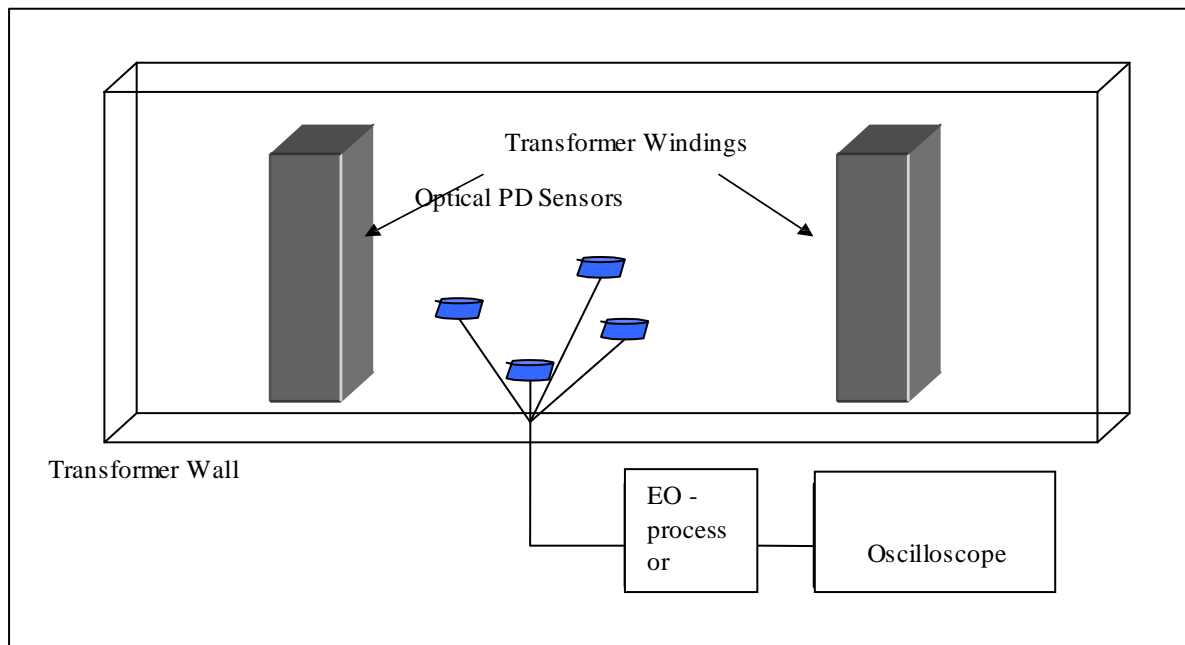 Transformer Windings
Optical PD Sensors
Transformer Wall
EO -
process
or
Oscilloscope